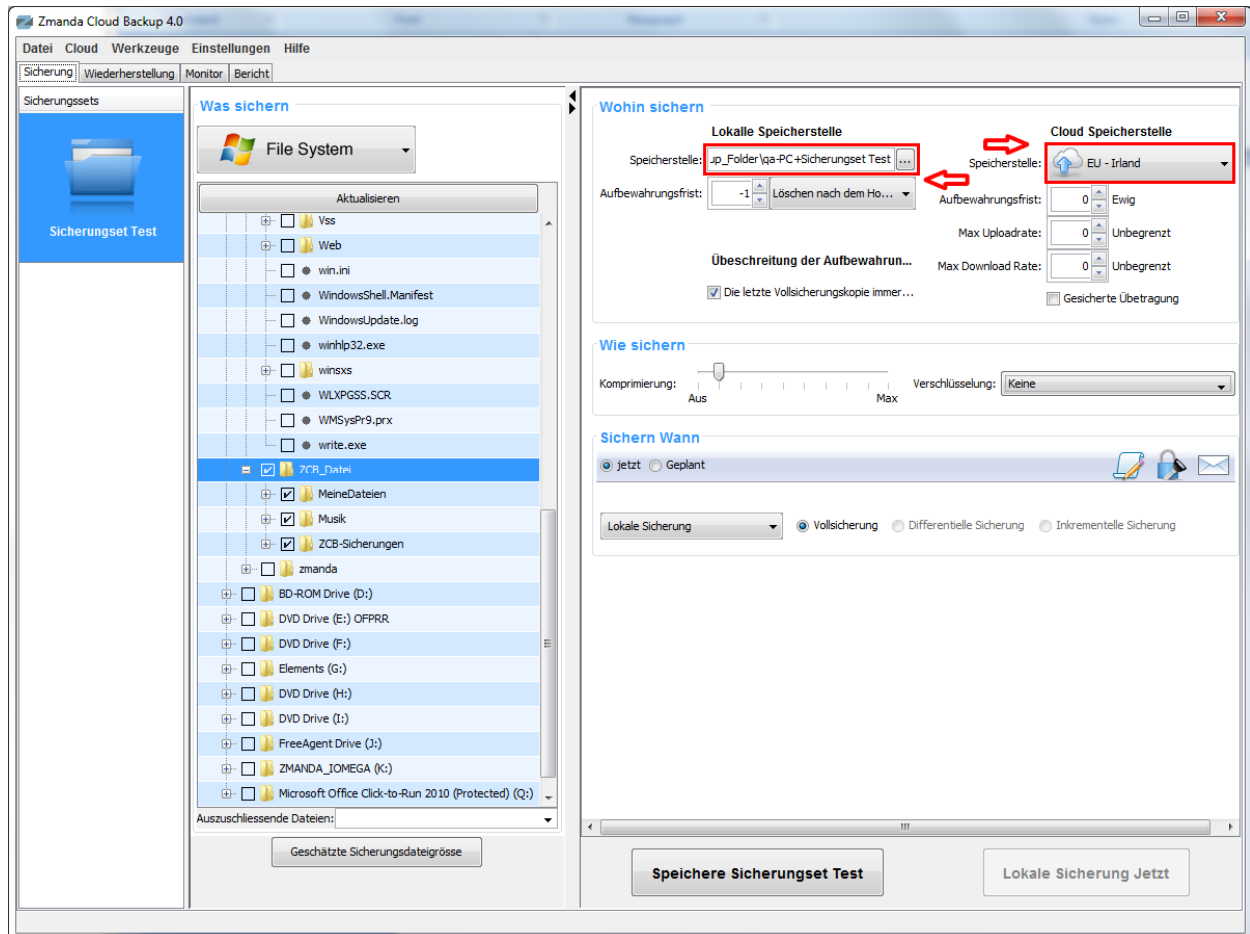 Zmanda Cloud Backup 4.0
Datei Cloud Werkzeuge Einstellungen Hilfe
Sicherung Wiederherstellung Monitor Bericht
Sicherungssets
Sicherungset Test
Was sichern
File System
Aktualisieren
Vss
Web
win.ini
WindowsShell.Manifest
WindowsUpdate.log
winhlp32.exe
winsxs
WLXPGSS.SCR
WMSysPr9.prx
write.exe
ZCB_Datei
MeineDateien
Musik
ZCB-Sicherungen
zmanda
BD-ROM Drive (D:)
DVD Drive (E:) OFPRR
DVD Drive (F:)
Elements (G:)
DVD Drive (H:)
DVD Drive (I:)
FreeAgent Drive (J:)
ZMANDA_IOMEGA (K:)
Microsoft Office Click-to-Run 2010 (Protected) (Q:)
Auszuschliessende Dateien:
Geschätzte Sicherungsdateigrösse
Wohin sichern
Lokalle Speicherstelle
Speicherstelle: up_Folder\qa-PC+Sicherungset Test ...
Aufbewahrungsfrist: -1 Löschen nach dem Ho...
Übeschreitung der Aufbewahrun...
Die letzte Vollsicherungskopie immer...
Cloud Speicherstelle
Speicherstelle: EU - Irland
Aufbewahrungsfrist: 0 Ewig
Max Uploadrate: 0 Unbegrenzt
Max Download Rate: 0 Unbegrenzt
Gesicherte Übetragung
Wie sichern
Komprimierung: Aus Max
Verschlüsselung: Keine
Sichern Wann
jetzt Geplant
Lokale Sicherung Vollsicherung Differentielle Sicherung Inkrementelle Sicherung
Speichere Sicherungset Test
Lokale Sicherung Jetzt